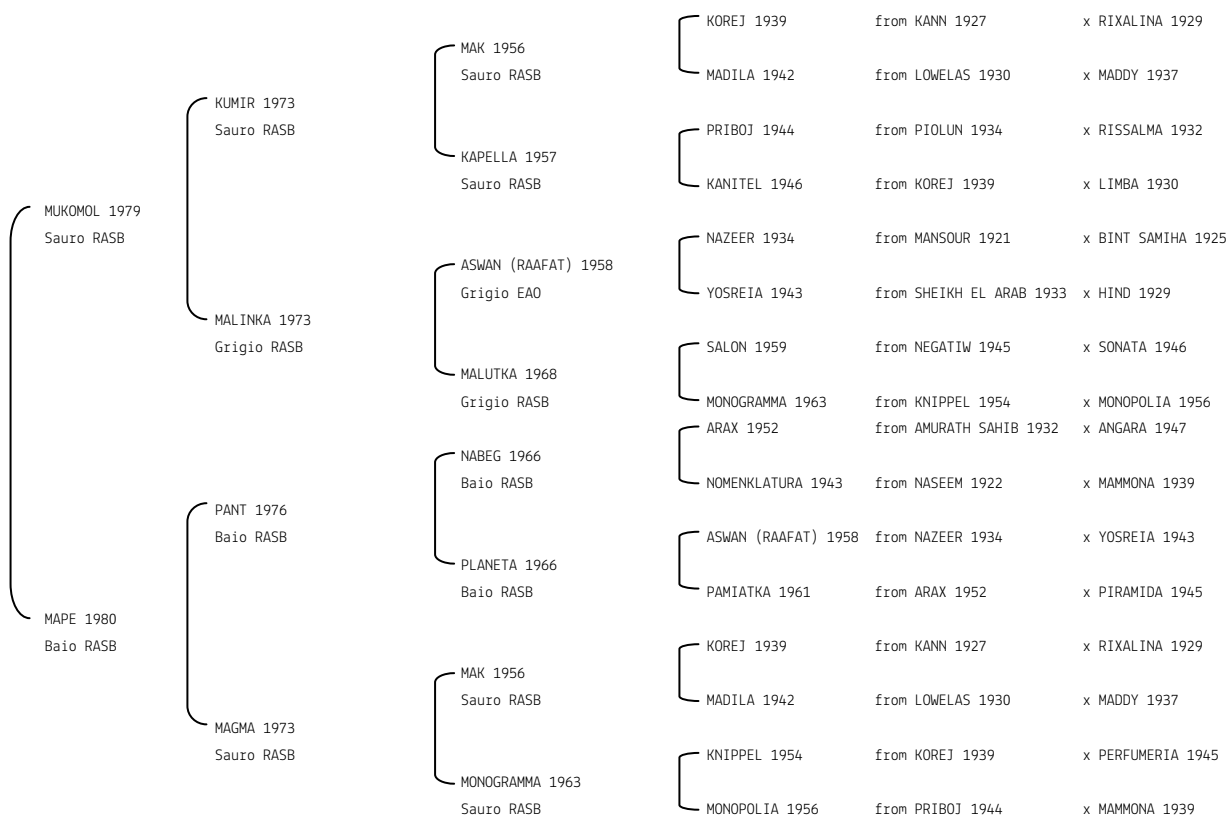 KOREJ 1939 from KANN 1927 x RIXALINA 1929
MAK 1956
Sauro RASB MADILA 1942 from LOWELAS 1930 x MADDY 1937
KUMIR 1973
Sauro RASB PRIBOJ 1944 from PIOLUN 1934 x RISSALMA 1932
KAPELLA 1957
Sauro RASB KANITEL 1946 from KOREJ 1939 x LIMBA 1930
MUKOMOL 1979
Sauro RASB NAZEER 1934 from MANSOUR 1921 x BINT SAMIHA 1925
ASWAN (RAAFAT) 1958
Grigio EAO YOSREIA 1943 from SHEIKH EL ARAB 1933 x HIND 1929
MALINKA 1973
Grigio RASB SALON 1959 from NEGATIW 1945 x SONATA 1946
MALUTKA 1968
Grigio RASB MONOGRAMMA 1963 from KNIPPEL 1954 x MONOPOLIA 1956
ARAX 1952 from AMURATH SAHIB 1932 x ANGARA 1947
NABEG 1966
Baio RASB NOMENKLATURA 1943 from NASEEM 1922 x MAMMONA 1939
PANT 1976
Baio RASB ASWAN (RAAFAT) 1958 from NAZEER 1934 x YOSREIA 1943
PLANETA 1966
Baio RASB PAMIATKA 1961 from ARAX 1952 x PIRAMIDA 1945
MAPE 1980
Baio RASB KOREJ 1939 from KANN 1927 x RIXALINA 1929
MAK 1956
Sauro RASB MADILA 1942 from LOWELAS 1930 x MADDY 1937
MAGMA 1973
Sauro RASB KNIPPEL 1954 from KOREJ 1939 x PERFUMERIA 1945
MONOGRAMMA 1963
Sauro RASB MONOPOLIA 1956 from PRIBOJ 1944 x MAMMONA 1939